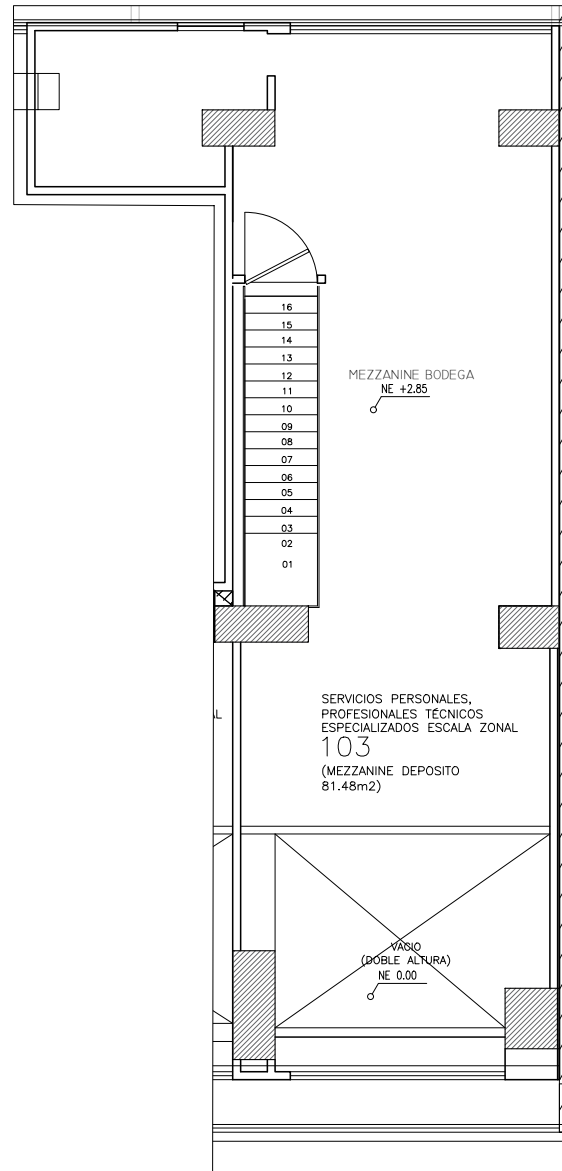 16
15
14
13
12
11
10
09
08
07
06
05
04
03
02
01
MEZZANINE BODEGA
NE +2.85
SERVICIOS PERSONALES,
PROFESIONALES TÉCNICOS
ESPECIALIZADOS ESCALA ZONAL
103
(MEZZANINE DEPOSITO
81.48m2)
VACIO
(DOBLE ALTURA)
NE 0.00